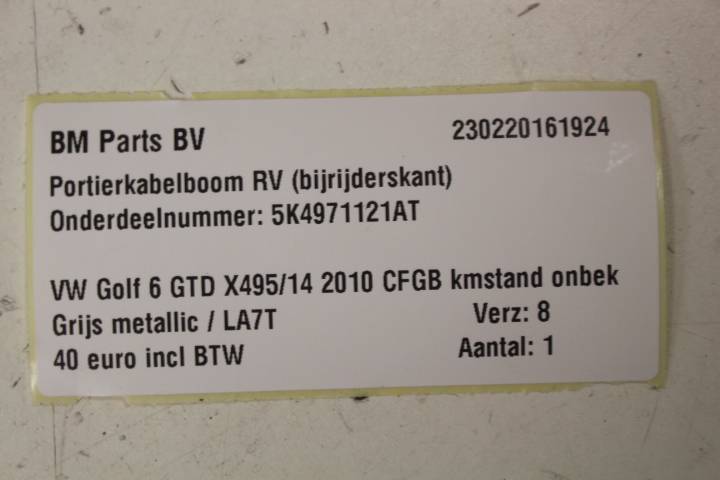 BM Parts BV 230220161924
Portierkabelboom RV (bijrijderskant)
Onderdeelnummer: 5K4971121AT
VW Golf 6 GTD X495/14 2010 CFGB kmstand onbek
Grijs metallic / LA7T Verz: 8
40 euro incl BTW Aantal: 1